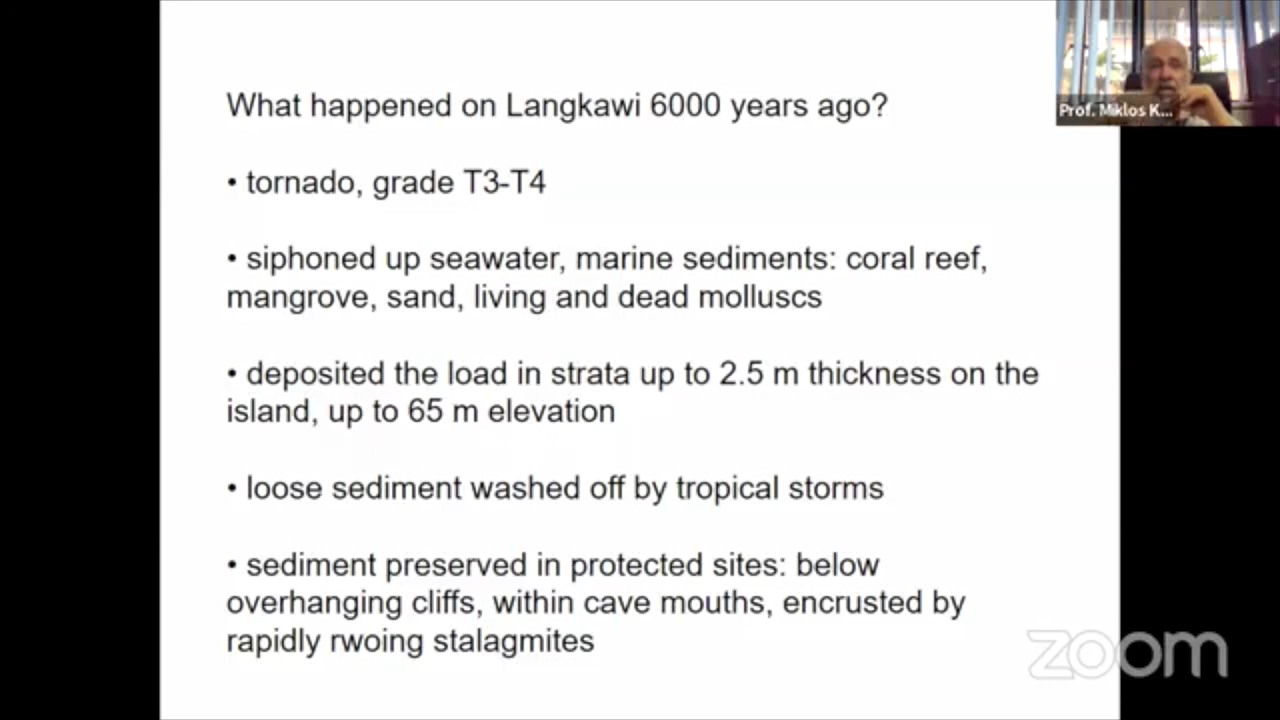 What happened on Langkawi 6000 years ago?
• tornado, grade T3-T4
• siphoned up seawater, marine sediments: coral reef,
mangrove, sand, living and dead molluscs
• deposited the load in strata up to 2.5 m thickness on the
island, up to 65 m elevation
• loose sediment washed off by tropical storms
• sediment preserved in protected sites: below
overhanging cliffs, within cave mouths, encrusted by
rapidly rwoing stalagmites
Prof. Miklos K...
zoom